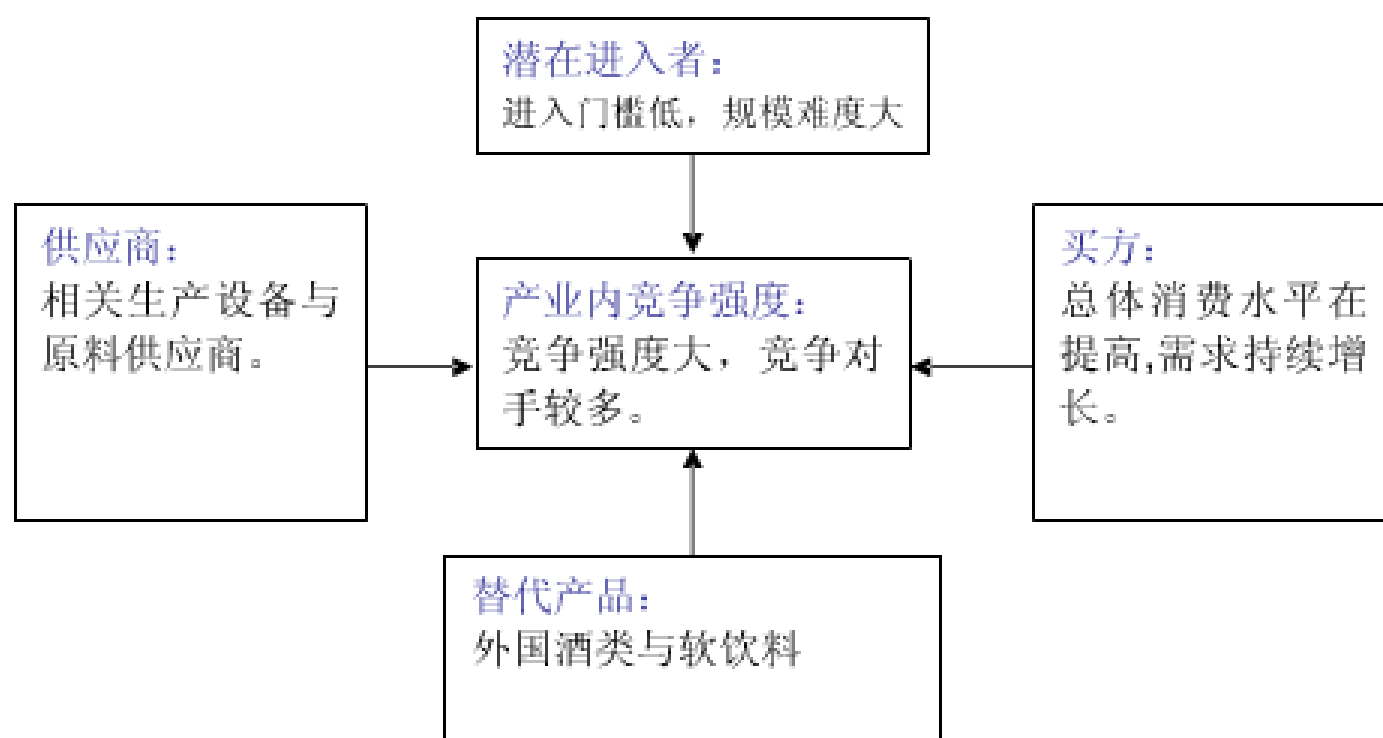 潜在进入者：
进入门槛低，规模难度大
供应商：
相关生产设备与
原料供应商。
产业内竞争强度：
竞争强度大，竞争对
手较多。
买方：
总体消费水平在
提高,需求持续增
长。
替代产品：
外国酒类与软饮料